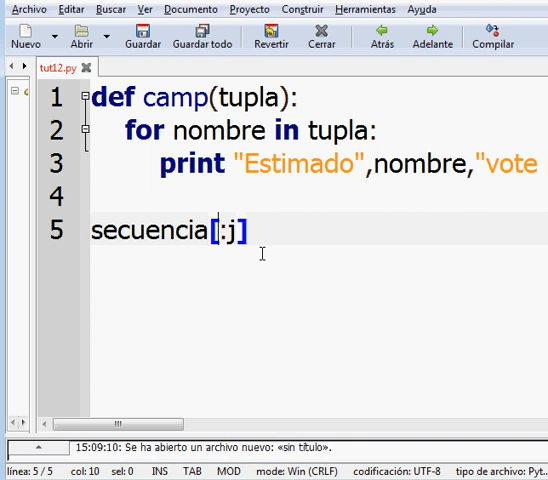 Archivo Editar Buscar Ver Documento Proyecto Construir Herramientas Ayuda
Nuevo Abrir Guardar Guardar todo Revertir Cerrar Atrás Adelante Compilar
tut12.py
1 def camp(tupla):
2 for nombre in tupla:
3 print "Estimado",nombre,"vote
4
5 secuencia[:j]
15:09:10: Se ha abierto un archivo nuevo: «sin título».
línea: 5 / 5 col: 10 sel: 0 INS TAB MOD mode: Win (CRLF) codificación: UTF-8 tipo de archivo: Pyt...